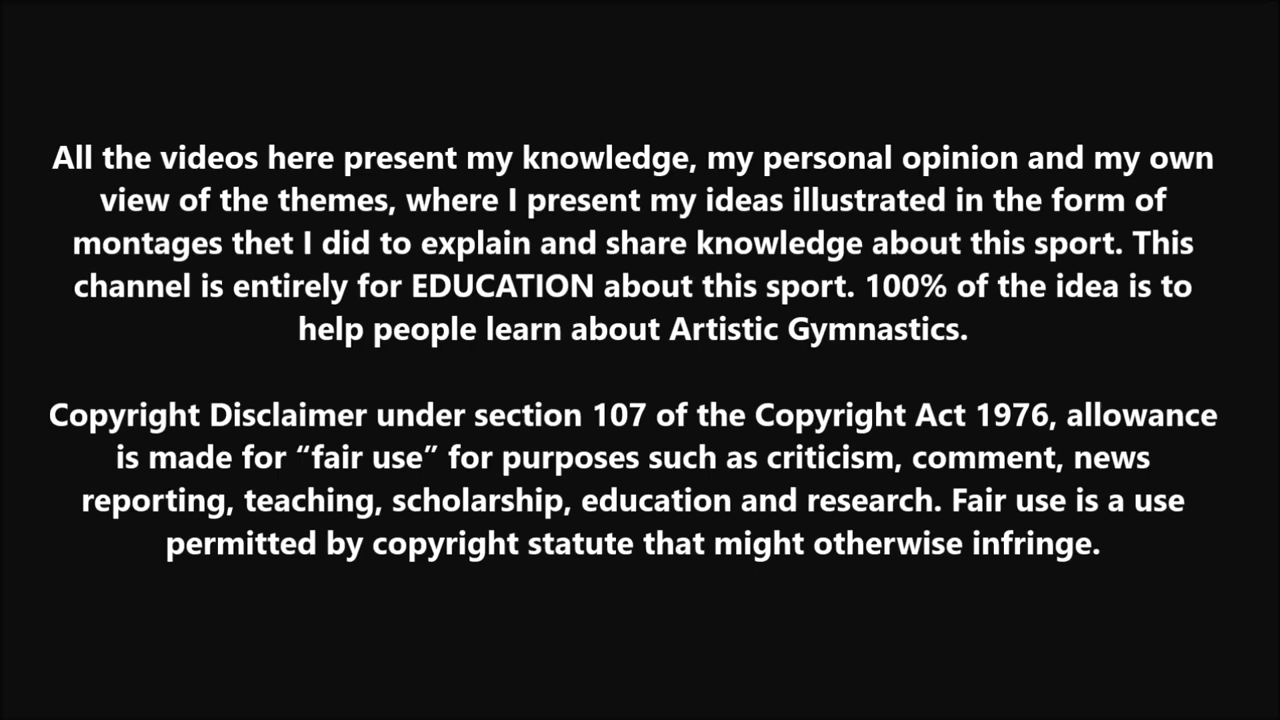 All the videos here present my knowledge, my personal opinion and my own
view of the themes, where I present my ideas illustrated in the form of
montages thet I did to explain and share knowledge about this sport. This
channel is entirely for EDUCATION about this sport. 100% of the idea is to
help people learn about Artistic Gymnastics.
Copyright Disclaimer under section 107 of the Copyright Act 1976, allowance
is made for “fair use” for purposes such as criticism, comment, news
reporting, teaching, scholarship, education and research. Fair use is a use
permitted by copyright statute that might otherwise infringe.